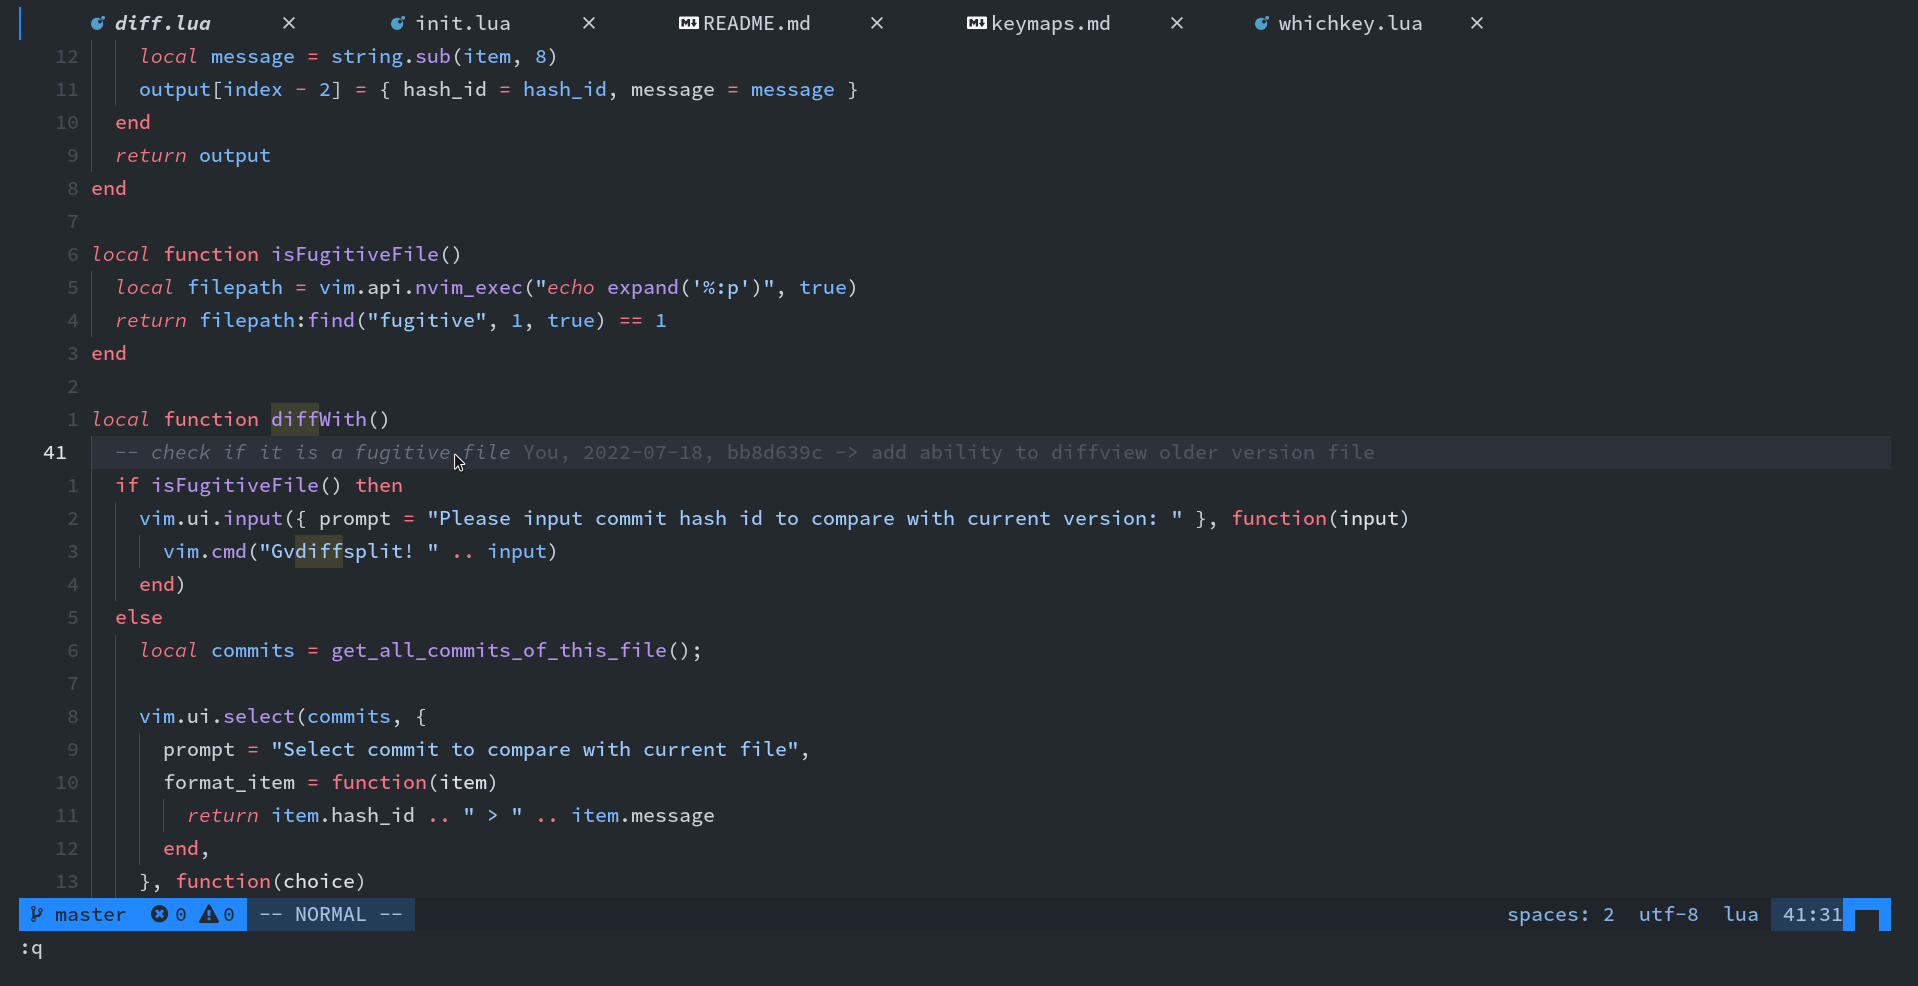 diff.lua × init.lua × README.md × keymaps.md × whichkey.lua ×
12 local message = string.sub(item, 8)
11 output[index - 2] = { hash_id = hash_id, message = message }
10 end
9 return output
8 end
7
6 local function isFugitiveFile()
5 local filepath = vim.api.nvim_exec("echo expand('%:p')", true)
4 return filepath:find("fugitive", 1, true) == 1
3 end
2
1 local function diffWith()
41 -- check if it is a fugitive file You, 2022-07-18, bb8d639c -> add ability to diffview older version file
1 if isFugitiveFile() then
2 vim.ui.input({ prompt = "Please input commit hash id to compare with current version: " }, function(input)
3 vim.cmd("Gvdiffsplit! " .. input)
4 end)
5 else
6 local commits = get_all_commits_of_this_file();
7
8 vim.ui.select(commits, {
9 prompt = "Select commit to compare with current file",
10 format_item = function(item)
11 return item.hash_id .. " > " .. item.message
12 end,
13 }, function(choice)
master 0 0 -- NORMAL -- spaces: 2 utf-8 lua 41:31
:q